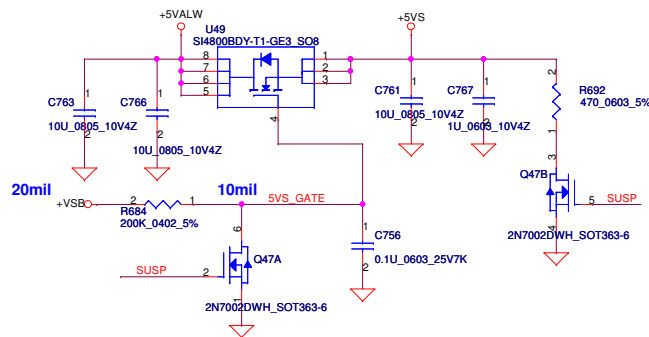 +5VALW
+5VS
U49
SI4800BDY-T1-GE3_SO8
8
7
6
5
1
2
3
4
C763
1
2
10U_0805_10V4Z
C766
1
2
10U_0805_10V4Z
C761
1
2
10U_0805_10V4Z
C767
1
2
1U_0603_10V4Z
2
R692
470_0603_5%
1
3
Q47B
5
SUSP
4
2N7002DWH_SOT363-6
20mil
10mil
+VSB
2
1
5VS_GATE
R684
200K_0402_5%
6
Q47A
SUSP
2
1
2N7002DWH_SOT363-6
1
C756
0.1U_0603_25V7K
2